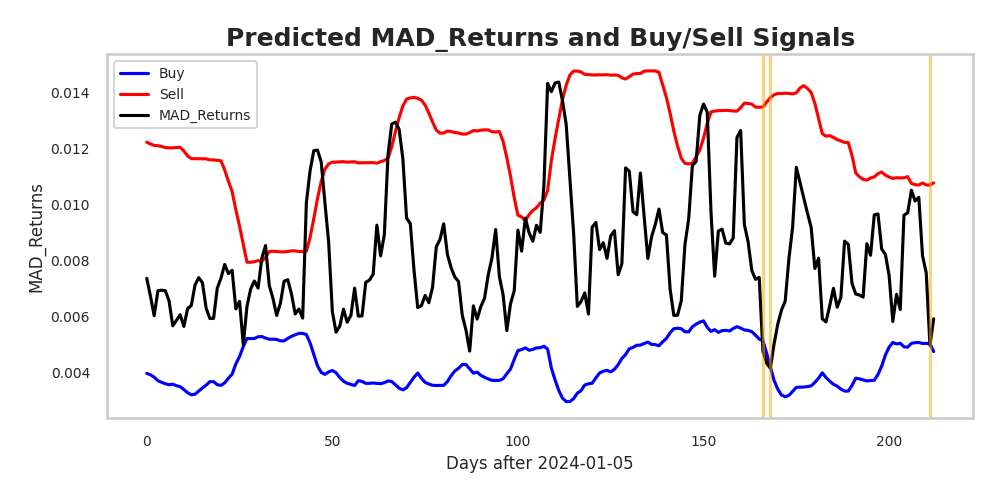 Predicted MAD_Returns and Buy/Sell Signals
Buy
Sell
MAD_Returns
MAD_Returns
0.014
0.012
0.010
0.008
0.006
0.004
0
50
100
150
200
Days after 2024-01-05